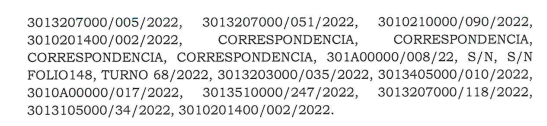 3013207000/005/2022, 3013207000/051/2022, 3010210000/090/2022,
3010201400/002/2022, CORRESPONDENCIA, CORRESPONDENCIA,
CORRESPONDENCIA, CORRESPONDENCIA, 301A00000/008/22, S/N, S/N
FOLIO148, TURNO 68/2022, 3013203000/035/2022, 3013405000/010/2022,
3010A00000/017/2022, 3013510000/247/2022, 3013207000/118/2022,
3013105000/34/2022, 3010201400/002/2022.